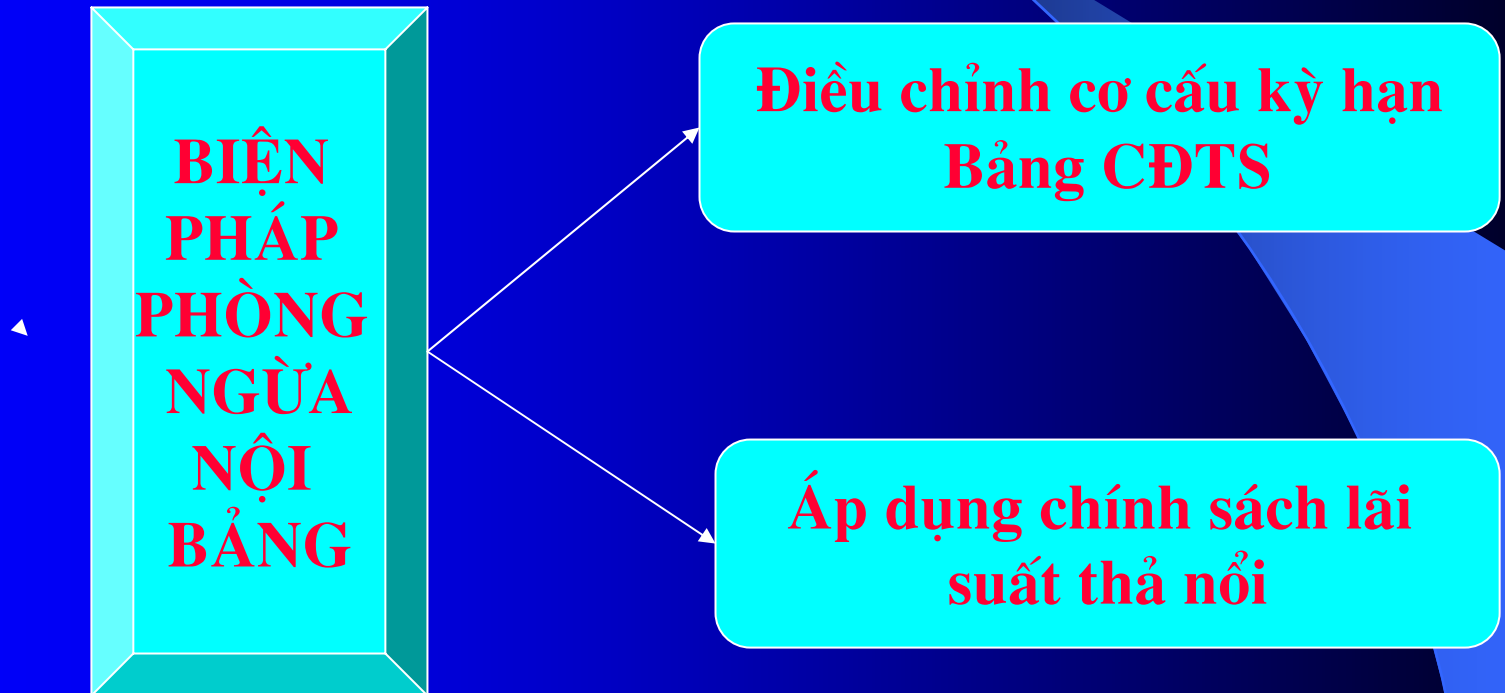 BIỆN
PHÁP
PHÒNG
NGỪA
NỘI
BẢNG
Điều chỉnh cơ cấu kỳ hạn
Bảng CĐTS
Áp dụng chính sách lãi
suất thả nổi